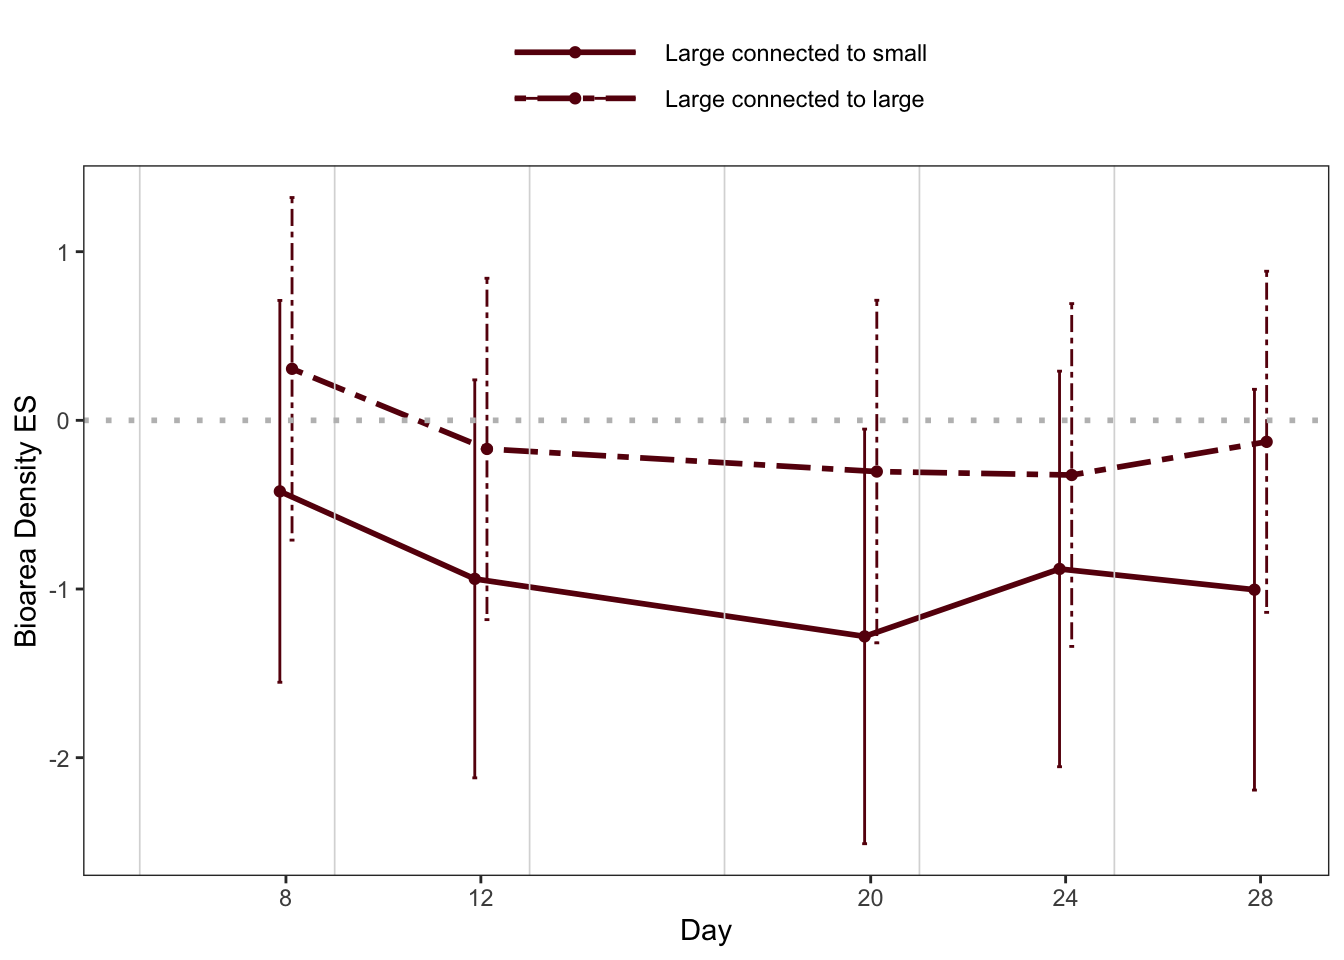 Large connected to small
Large connected to large
1
0
-1
-2
Bioarea Density ES
8 12 20 24 28
Day